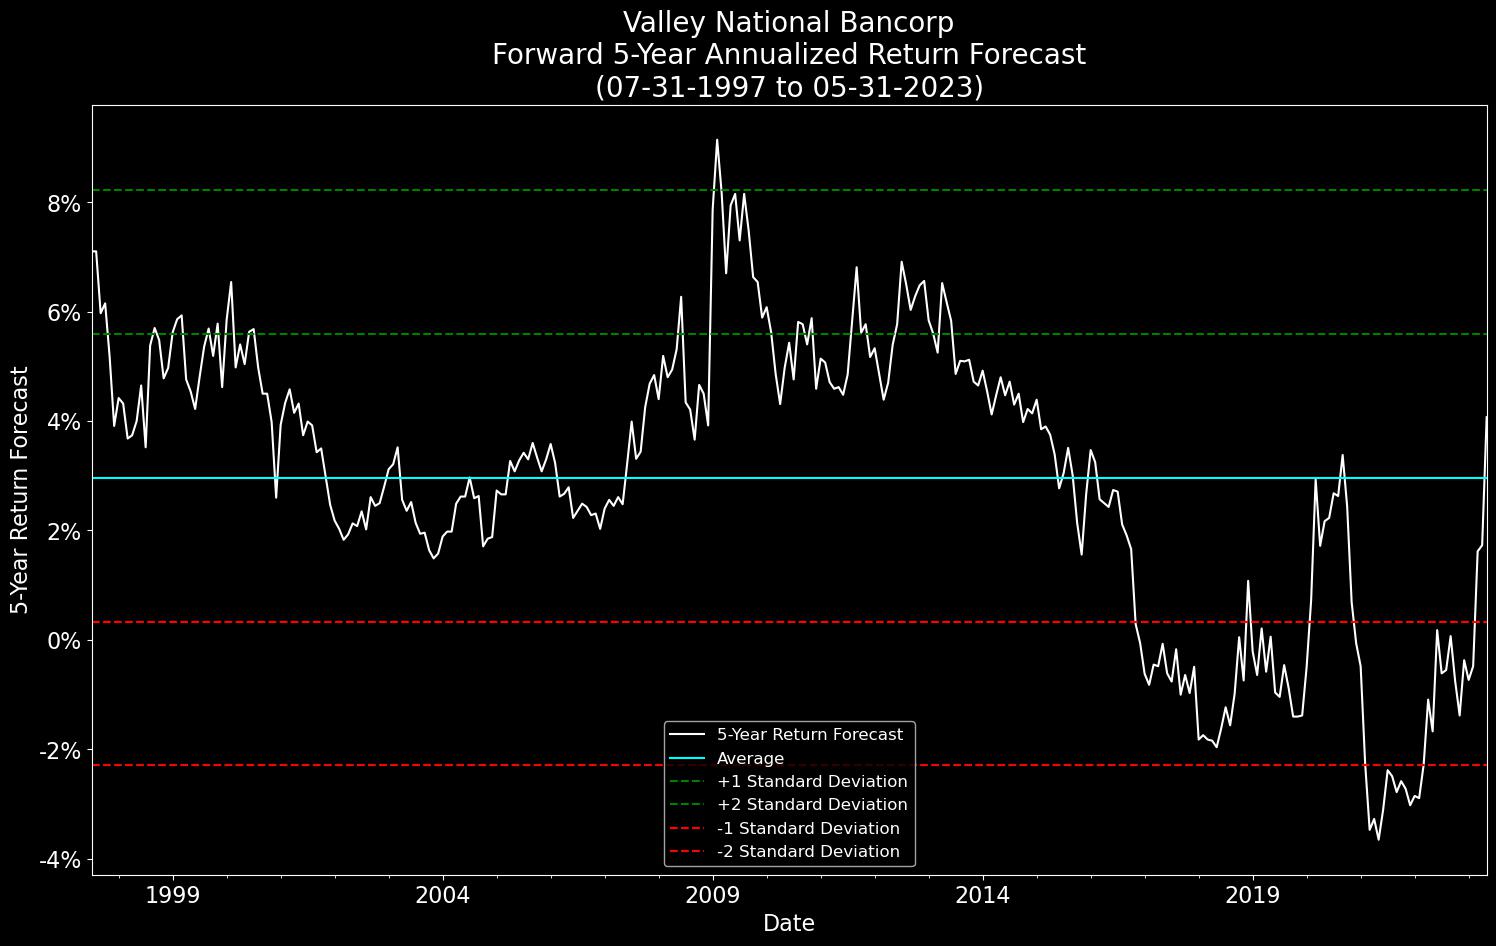 Valley National Bancorp
Forward 5-Year Annualized Return Forecast
(07-31-1997 to 05-31-2023)
5-Year Return Forecast
8%
6%
4%
2%
0%
-2%
-4%
5-Year Return Forecast
Average
+1 Standard Deviation
+2 Standard Deviation
-1 Standard Deviation
-2 Standard Deviation
1999
2004
2009
2014
2019
Date